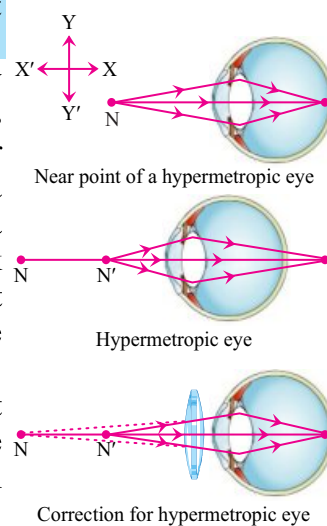 Y
X′ X
Y′
N
Near point of a hypermetropic eye
N N′
Hypermetropic eye
N N′
Correction for hypermetropic eye